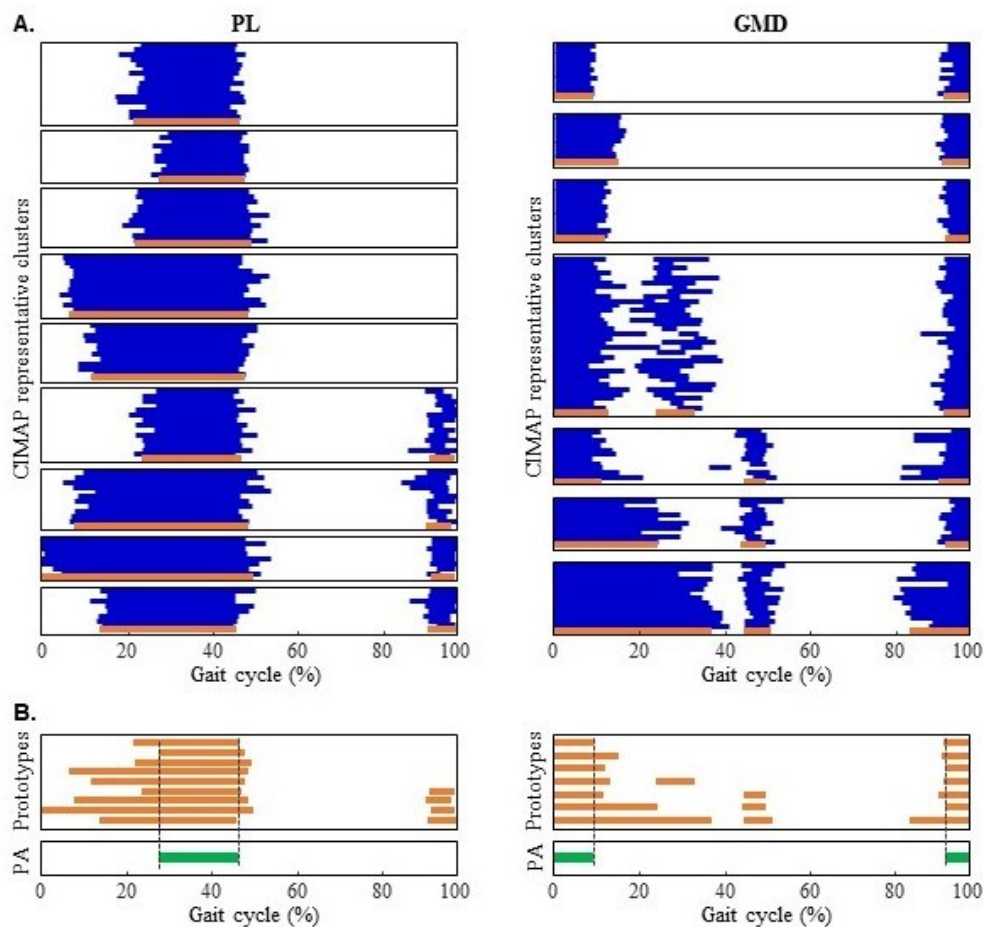 A.
PL
GMD
CIMAP representative clusters
CIMAP representative clusters
0 20 40 60 80 100
Gait cycle (%)
0 20 40 60 80 100
Gait cycle (%)
B.
Prototypes
Prototypes
PA
PA
0 20 40 60 80 100
Gait cycle (%)
0 20 40 60 80 100
Gait cycle (%)